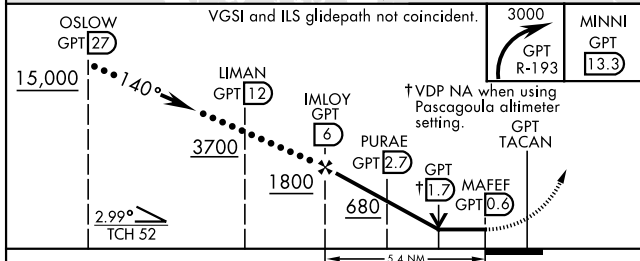 VGSI and ILS glidepath not coincident.
OSLOW
GPT 27
15,000
140°
LIMAN
GPT 12
3700
IMLOY
GPT
6
1800
PURAE
GPT 2.7
680
†VDP NA when using
Pascagoula altimeter
setting.
GPT
†1.7
MAFEF
GPT 0.6
GPT
TACAN
3000
GPT
R-193
MINNI
GPT
13.3
2.99°
TCH 52
5.4 NM